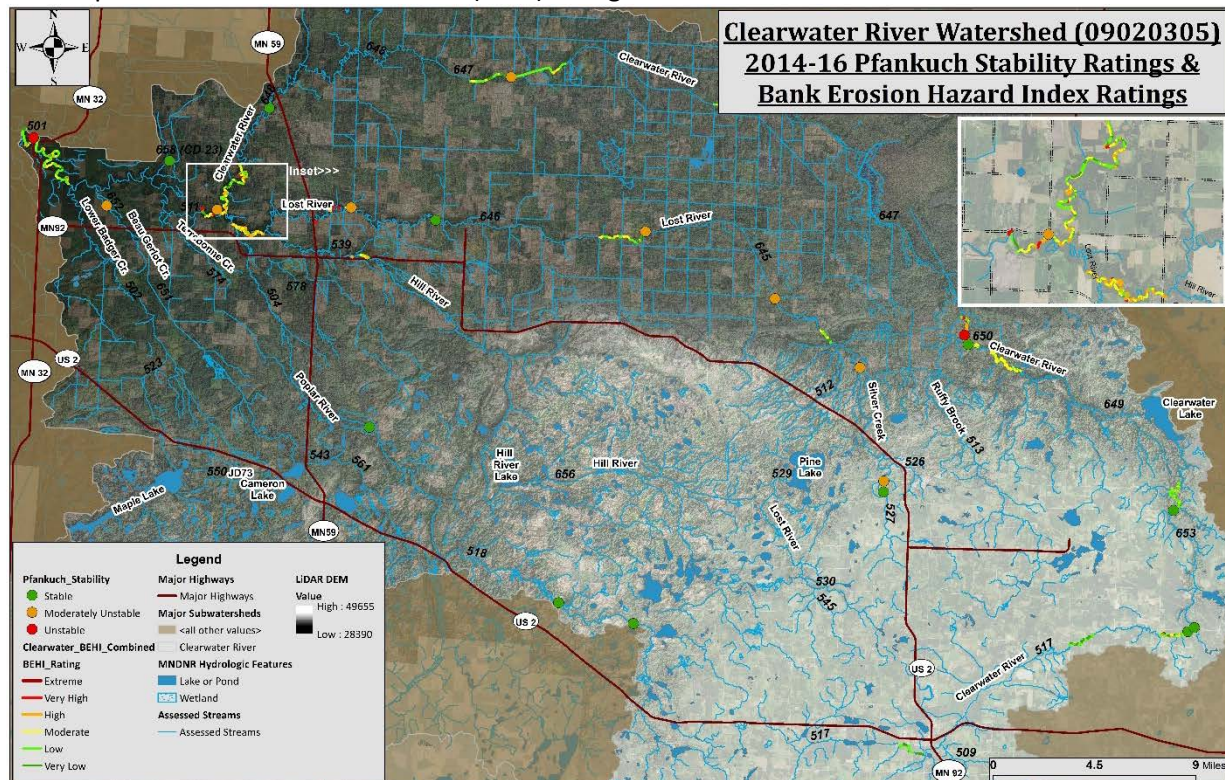 Clearwater River Watershed (09020305)
2014-16 Pfankuch Stability Ratings &
Bank Erosion Hazard Index Ratings
N
W
E
S
MN 59
MN 32
648
647
Clearwater River
501
658 (CD 23)
Clearwater River
Inset>>>
Lost River
646
Lost River
647
MN92
Lower Badger Cr.
Beau Gerlot Cr.
Terrebonne Cr.
539
645
574
578
Hill River
502
651
504
Lost River
Hill River
650
Clearwater River
MN 32
US 2
523
512
Silver Creek
Ruffy Brook
513
649
Clearwater
Lake
Poplar River
543
561
550
JD73
Cameron
Lake
Maple Lake
Hill
River
Lake
656
Hill River
529
Pine
Lake
526
527
653
MN59
518
Lost River
530
545
US 2
US 2
517
Clearwater River
517
509
MN 92
0
4.5
9 Miles
Legend
Pfankuch_Stability
Stable
Moderately Unstable
Unstable
Clearwater_BEHI_Combined
BEHI_Rating
Extreme
Very High
High
Moderate
Low
Very Low
Major Highways
Major Highways
Major Subwatersheds
<all other values>
Clearwater River
MNDNR Hydrologic Features
Lake or Pond
Wetland
Assessed Streams
Assessed Streams
LiDAR DEM
Value
High : 49655
Low : 28390